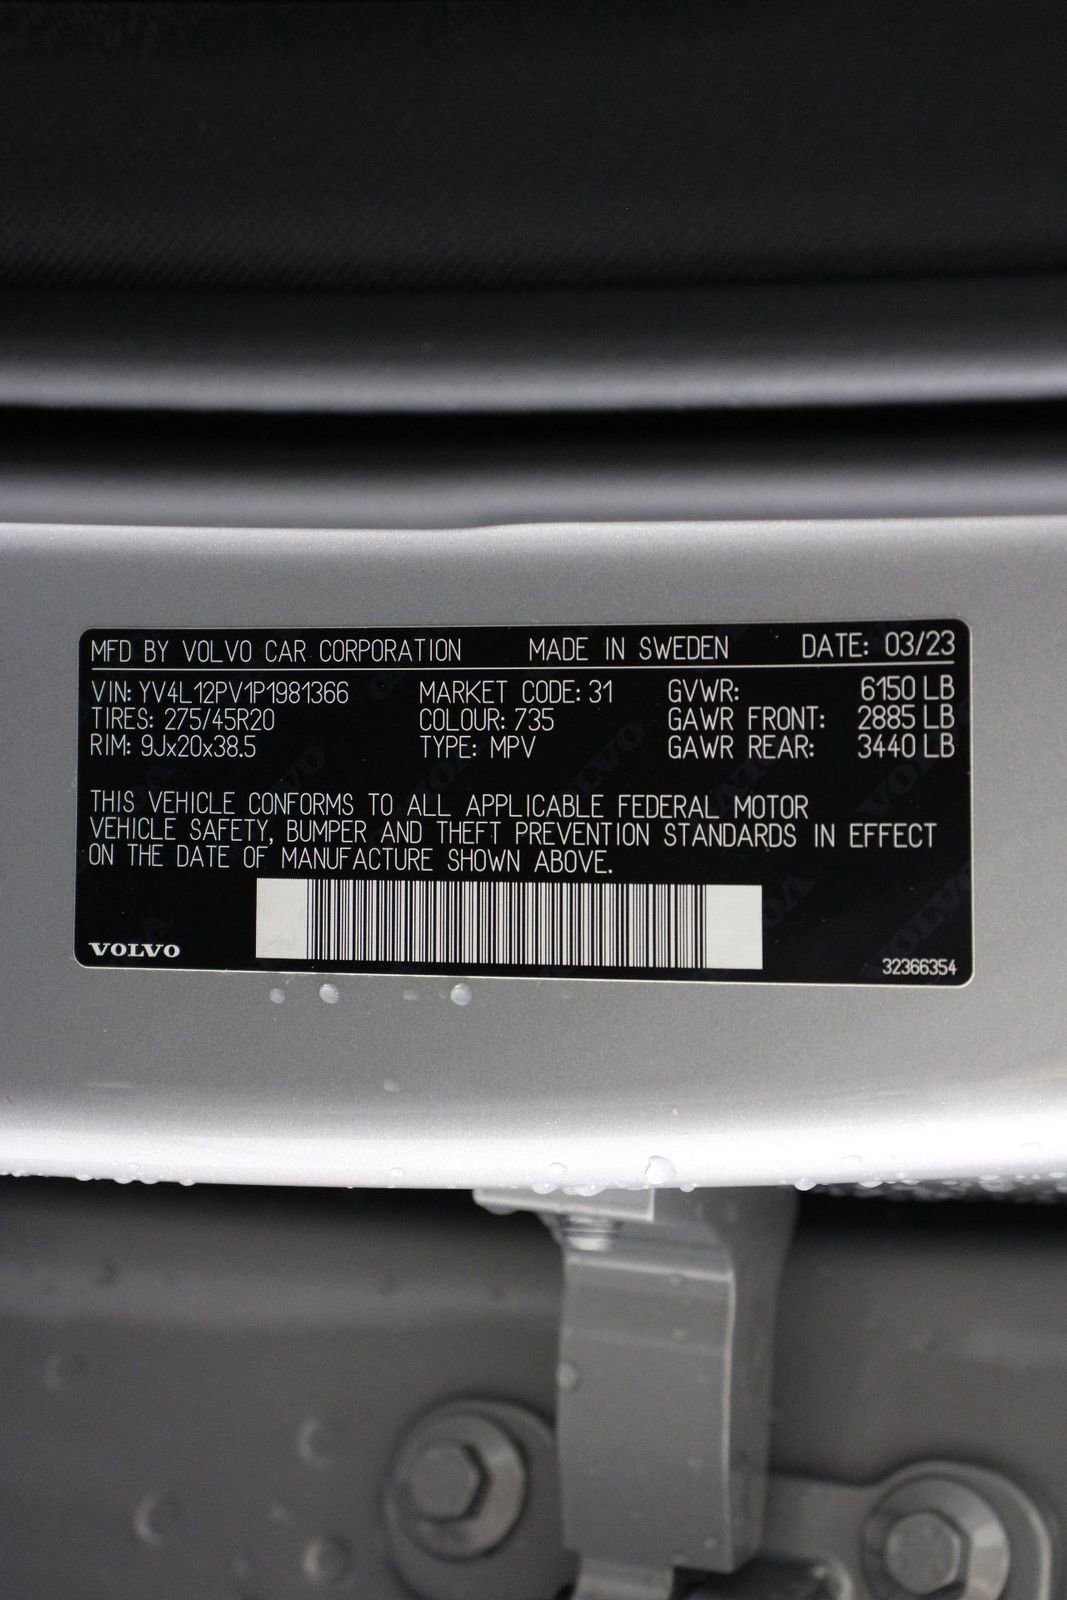 MFD BY VOLVO CAR CORPORATION MADE IN SWEDEN DATE: 03/23
VIN: YV4L12PV1P1981366 MARKET CODE: 31 GVWR: 6150 LB
TIRES: 275/45R20 COLOUR: 735 GAWR FRONT: 2885 LB
RIM: 9Jx20x38.5 TYPE: MPV GAWR REAR: 3440 LB
THIS VEHICLE CONFORMS TO ALL APPLICABLE FEDERAL MOTOR
VEHICLE SAFETY, BUMPER AND THEFT PREVENTION STANDARDS IN EFFECT
ON THE DATE OF MANUFACTURE SHOWN ABOVE.
VOLVO
32366354